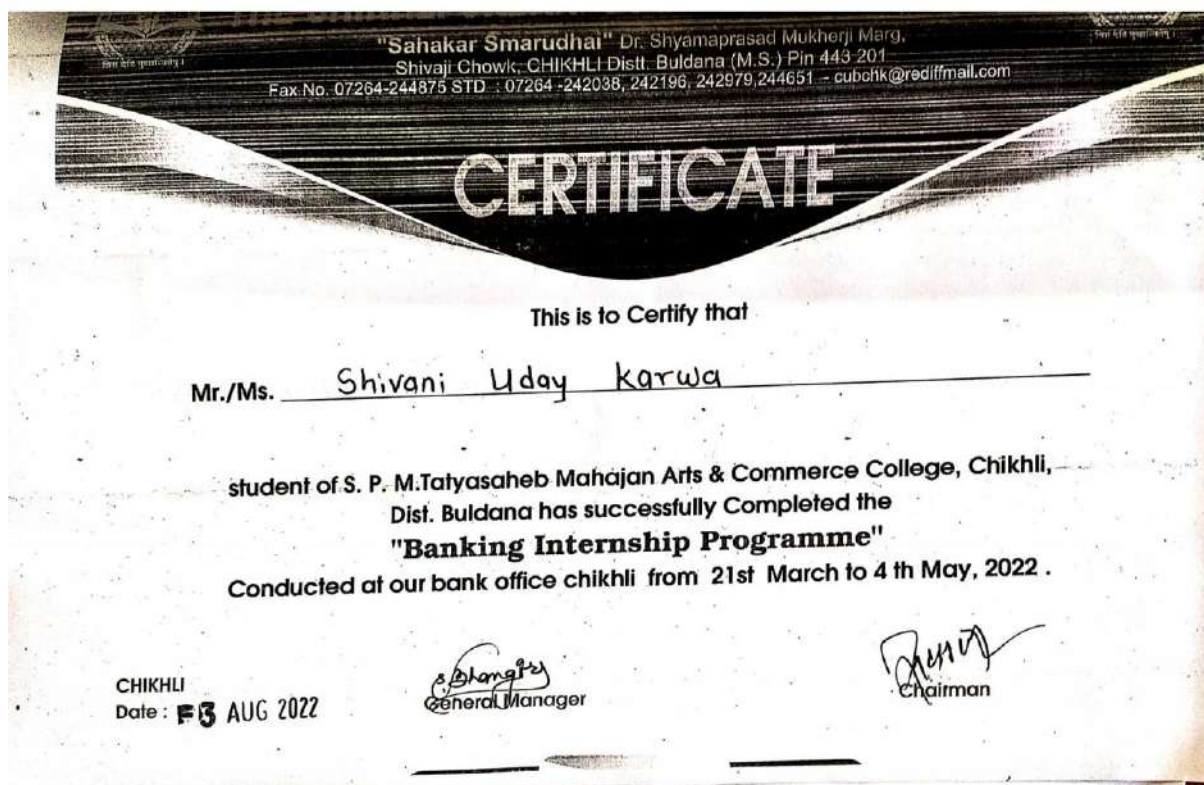 "Sahakar Smarudhai" Dr. Shyamaprasad Mukherji Marg,
Shivaji Chowk, CHIKHLI Distt. Buldana (M.S.) Pin 443 201
Fax No. 07264-244875 STD : 07264 -242038, 242196, 242979,244651 - cubchk@rediffmail.com
CERTIFICATE
This is to Certify that
Mr./Ms. Shivani Uday Karwa
student of S. P. M.Tatyasaheb Mahajan Arts & Commerce College, Chikhli,
Dist. Buldana has successfully Completed the
"Banking Internship Programme"
Conducted at our bank office chikhli from 21st March to 4 th May, 2022 .
CHIKHLI
Date : 3 AUG 2022
General Manager
Chairman